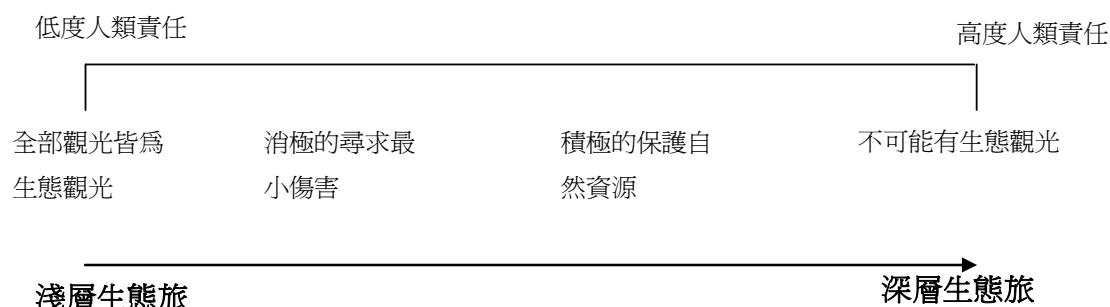 低度人類責任
高度人類責任
全部觀光皆爲
生態觀光
消極的尋求最
小傷害
積極的保護自
然資源
不可能有生態觀光
淺層生態旅
深層生態旅